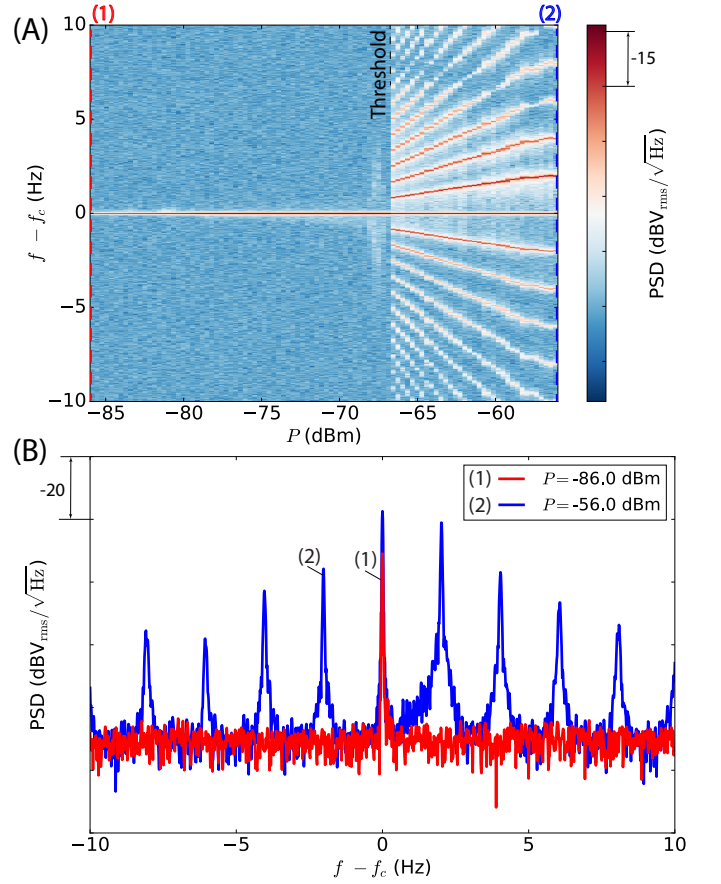 (A)
(1)
(2)
Threshold
10
5
0
−5
−10
f − f_c (Hz)
−85
−80
−75
−70
−65
−60
P (dBm)
-15
PSD (dBV_rms/√Hz)
(B)
-20
(1) P = -86.0 dBm
(2) P = -56.0 dBm
(2)
(1)
PSD (dBV_rms/√Hz)
−10
−5
0
5
10
f − f_c (Hz)